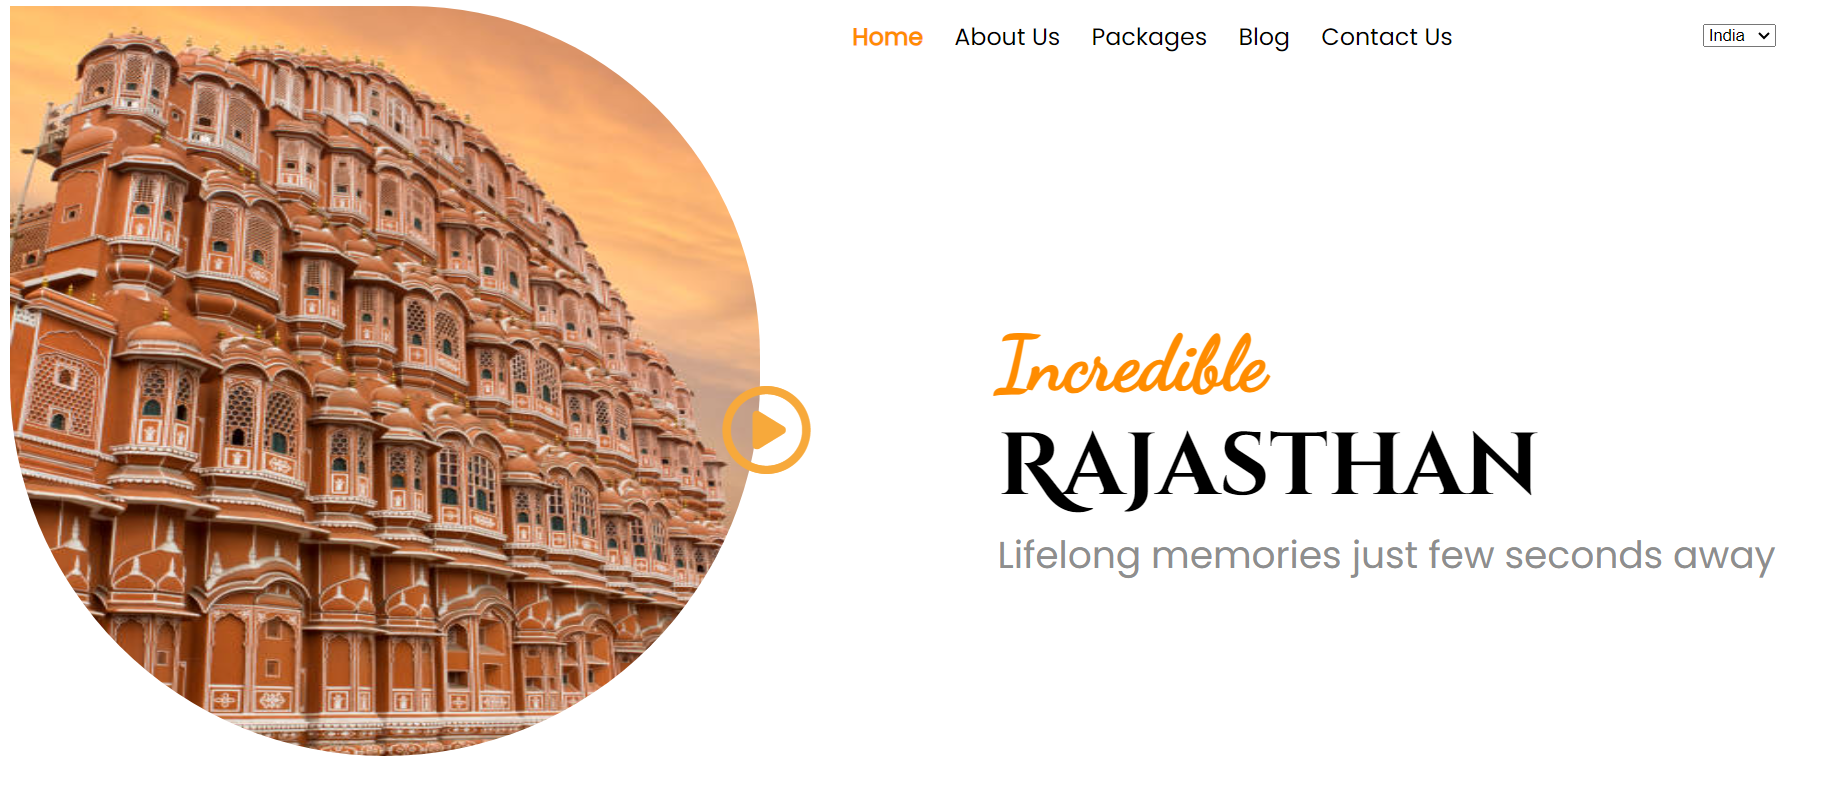 Home About Us Packages Blog Contact Us India
Incredible
RAJASTHAN
Lifelong memories just few seconds away